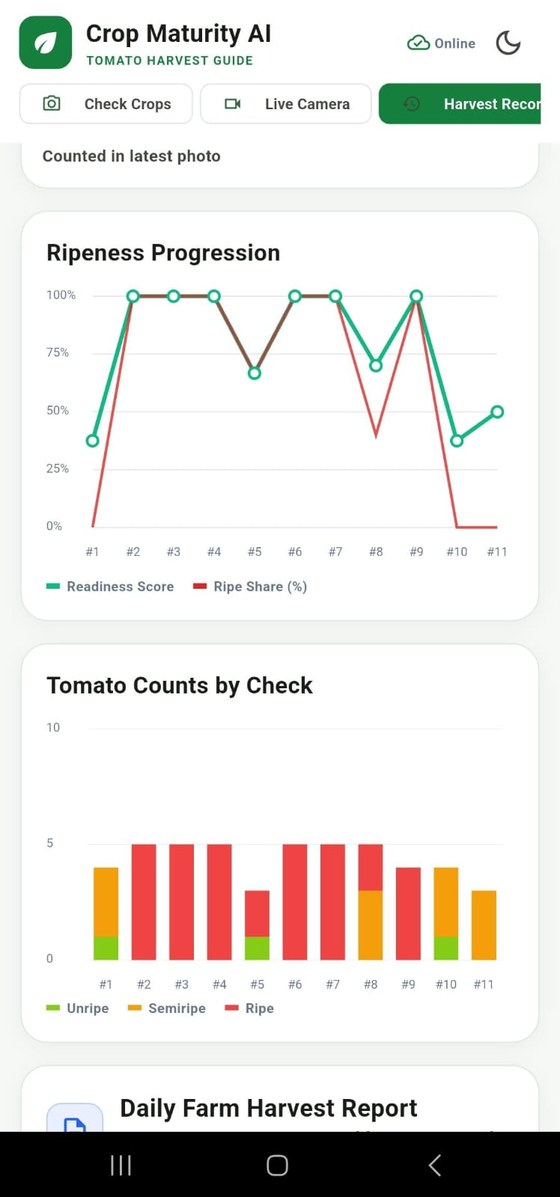 Crop Maturity AI
TOMATO HARVEST GUIDE
Online
Check Crops
Live Camera
Harvest Recor
Counted in latest photo
Ripeness Progression
100%
75%
50%
25%
0%
#1 #2 #3 #4 #5 #6 #7 #8 #9 #10 #11
Readiness Score Ripe Share (%)
Tomato Counts by Check
10
5
0
#1 #2 #3 #4 #5 #6 #7 #8 #9 #10 #11
Unripe Semiripe Ripe
Daily Farm Harvest Report